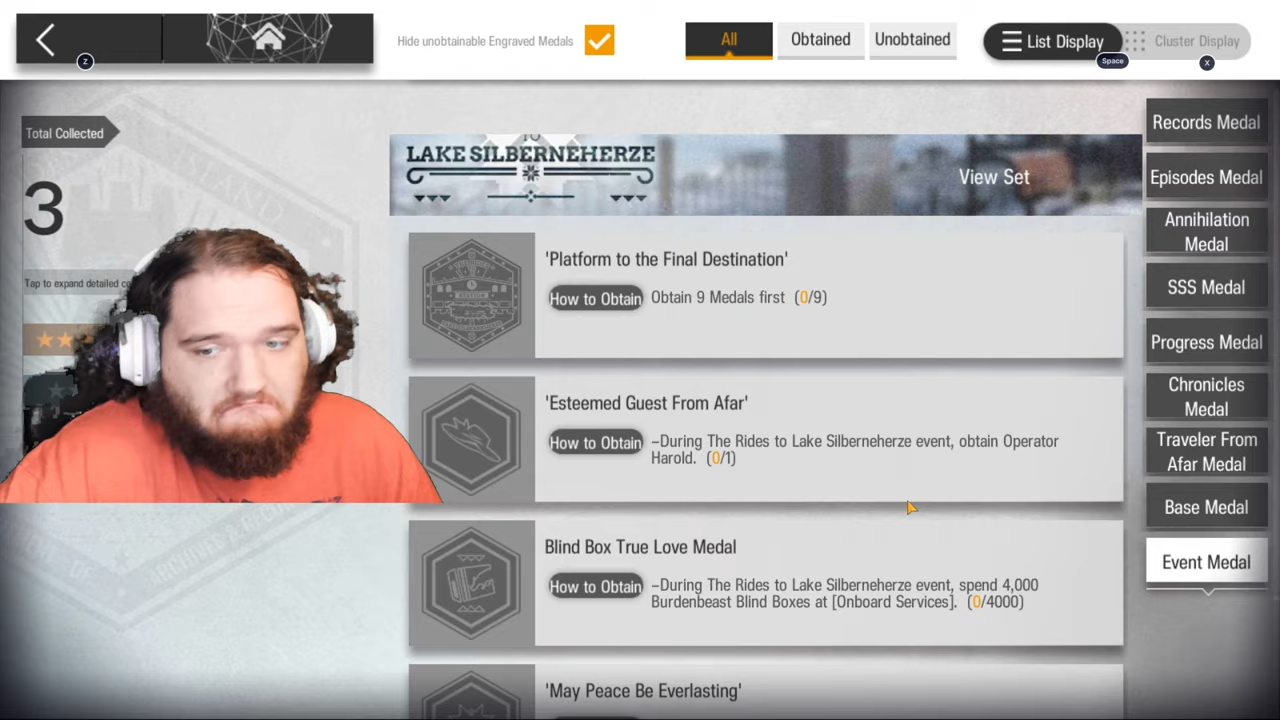 Hide unobtainable Engraved Medals
All
Obtained
Unobtained
List Display
Cluster Display
Z
Space
X
Total Collected
3
Tap to expand detailed
LAKE SILBERNEHERZE
View Set
'Platform to the Final Destination'
How to Obtain
Obtain 9 Medals first (0/9)
'Esteemed Guest From Afar'
How to Obtain
–During The Rides to Lake Silberneherze event, obtain Operator
Harold. (0/1)
Blind Box True Love Medal
How to Obtain
–During The Rides to Lake Silberneherze event, spend 4,000
Burdenbeast Blind Boxes at [Onboard Services]. (0/4000)
'May Peace Be Everlasting'
Records Medal
Episodes Medal
Annihilation
Medal
SSS Medal
Progress Medal
Chronicles
Medal
Traveler From
Afar Medal
Base Medal
Event Medal